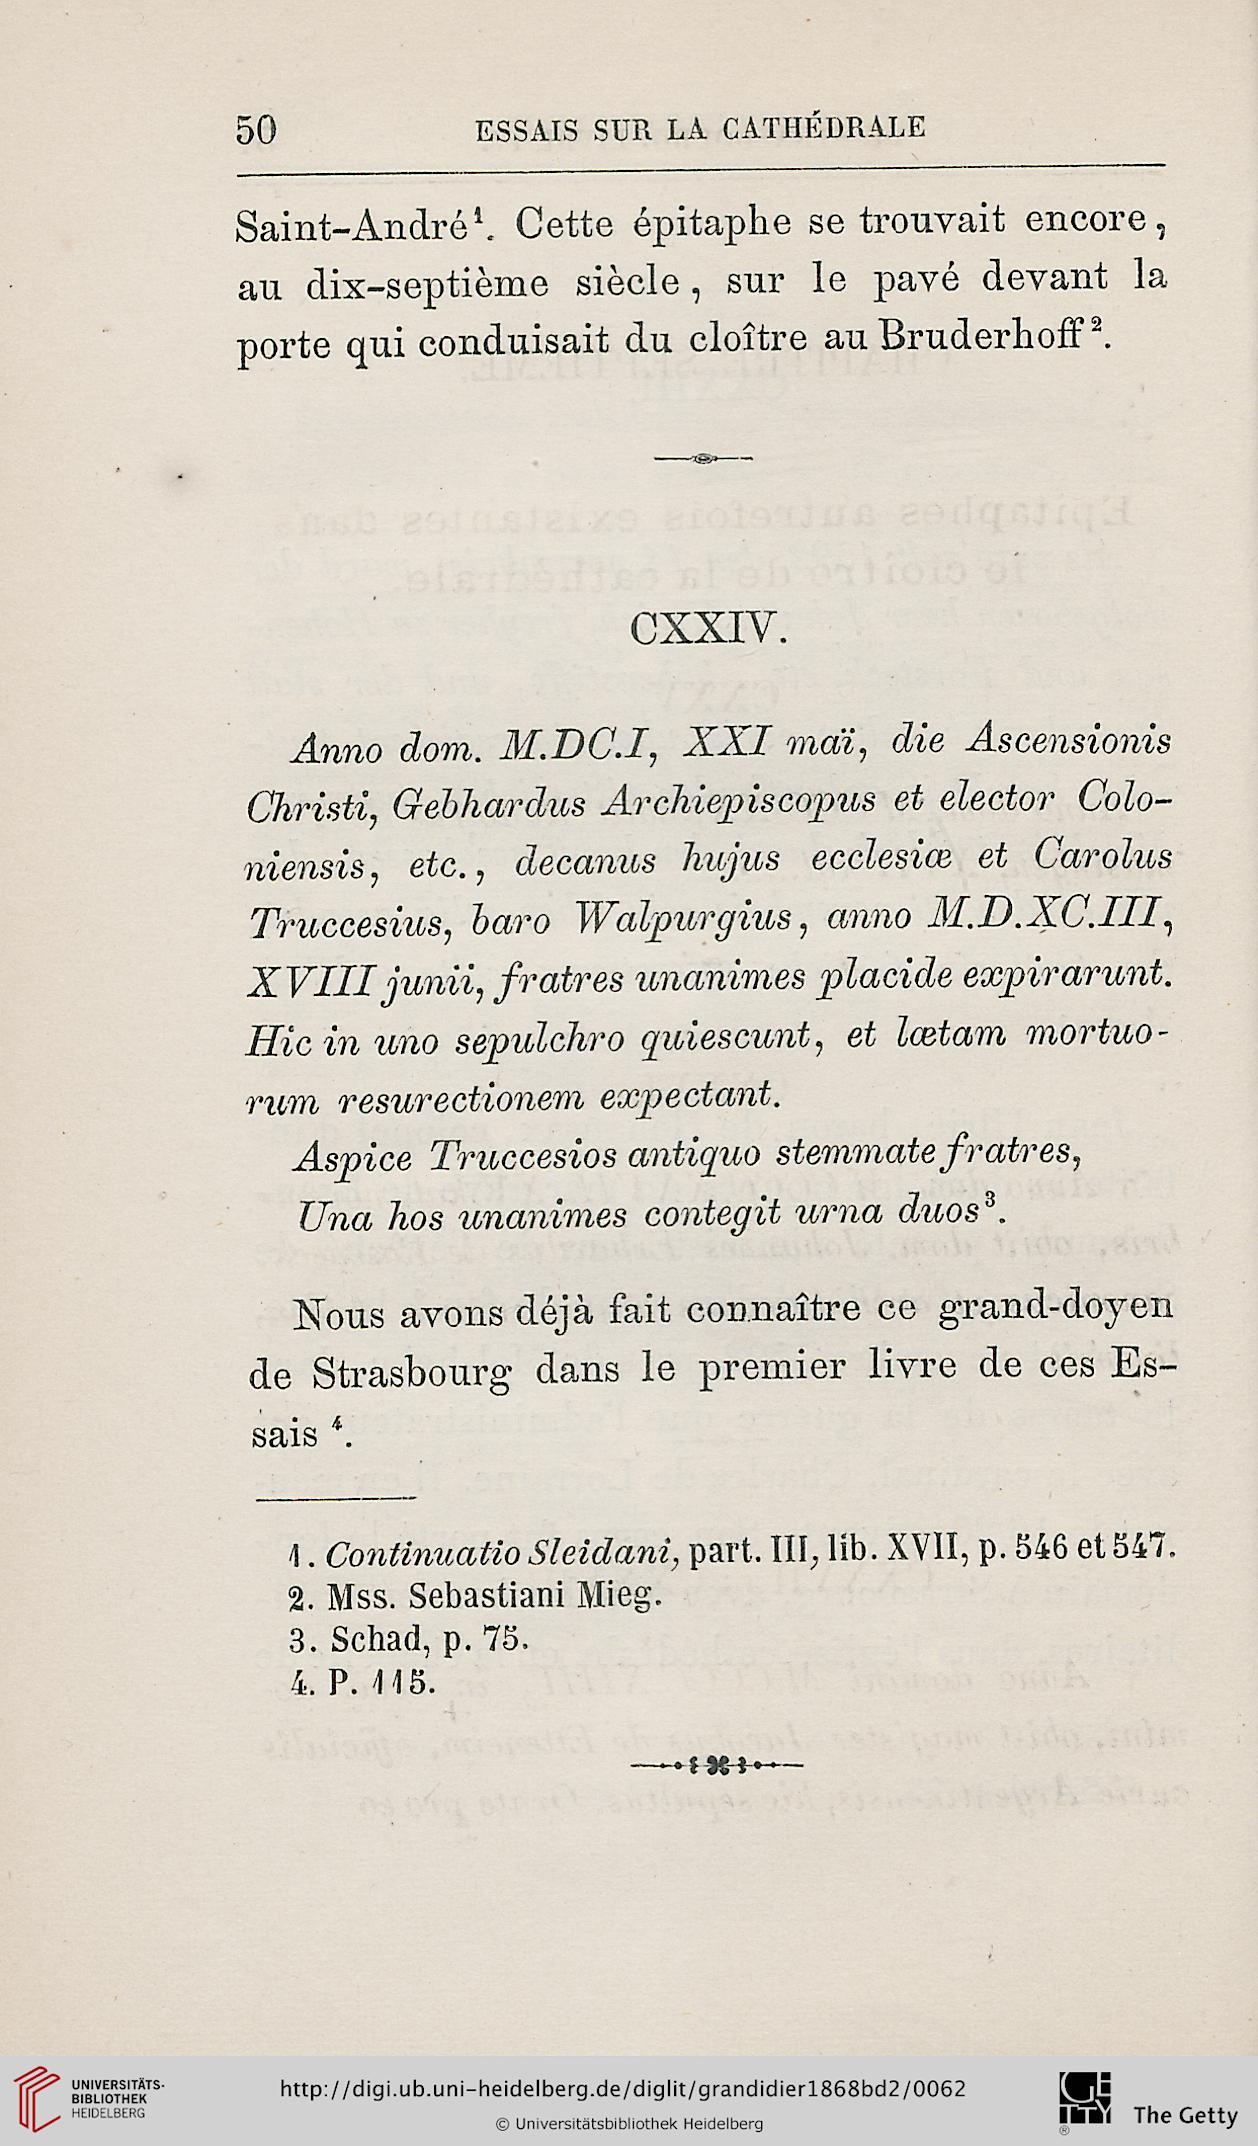 50 ESSAIS SUR LA CATHÉDRALE
Saint-André¹. Cette épitaphe se trouvait encore,
au dix-septième siècle, sur le pavé devant la
porte qui conduisait du cloître au Bruderhoff².
CXXIV.
Anno dom. M.DC.I, XXI maï, die Ascensionis
Christi, Gebhardus Archiepiscopus et elector Colo-
niensis, etc., decanus hujus ecclesiœ et Carolus
Truccesius, baro Walpurgius, anno M.D.XC.III,
XVIII junii, fratres unanimes placide expirarunt.
Hic in uno sepulchro quiescunt, et lœtam mortuo-
rum resurectionem expectant.
Aspice Truccesios antiquo stemmate fratres,
Una hos unanimes contegit urna duos³.
Nous avons déjà fait connaître ce grand-doyen
de Strasbourg dans le premier livre de ces Es-
sais ⁴.
1. Continuatio Sleidani, part. III, lib. XVII, p. 546 et 547.
2. Mss. Sebastiani Mieg.
3. Schad, p. 75.
4. P. 115.
UNIVERSITÄTS-
BIBLIOTHEK
HEIDELBERG
http://digi.ub.uni-heidelberg.de/diglit/grandidier1868bd2/0062
© Universitätsbibliothek Heidelberg
GETTY
®
The Getty